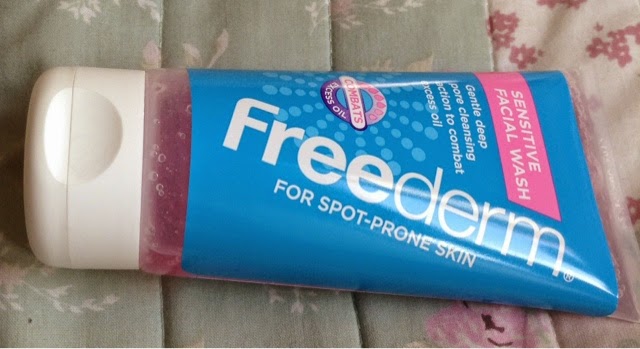 COMBATS
EXCESS OIL
Freederm®
FOR SPOT-PRONE SKIN
Gentle deep
pore cleansing
action to combat
excess oil
SENSITIVE
FACIAL WASH